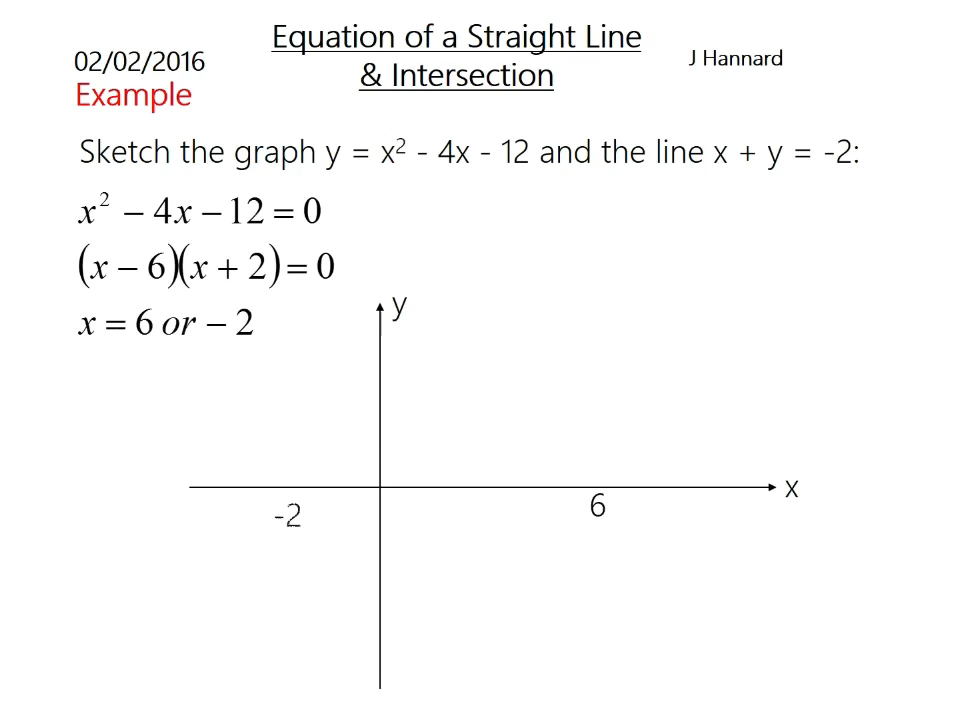 Equation of a Straight Line
& Intersection
02/02/2016
J Hannard
Example
Sketch the graph y = x² - 4x - 12 and the line x + y = -2:
x² − 4x − 12 = 0
(x − 6)(x + 2) = 0
x = 6 or − 2
y
x
-2
6